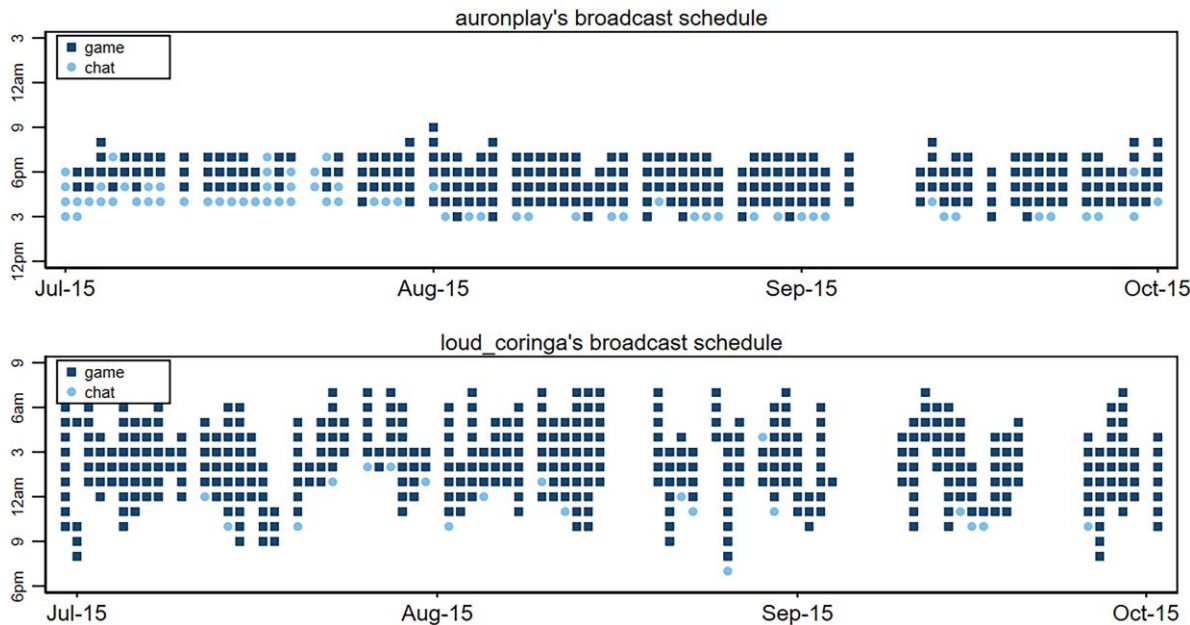 auronplay's broadcast schedule
3
game
chat
12am
9
6pm
3
12pm
Jul-15
Aug-15
Sep-15
Oct-15
loud_coringa's broadcast schedule
9
game
chat
6am
3
12am
9
6pm
Jul-15
Aug-15
Sep-15
Oct-15